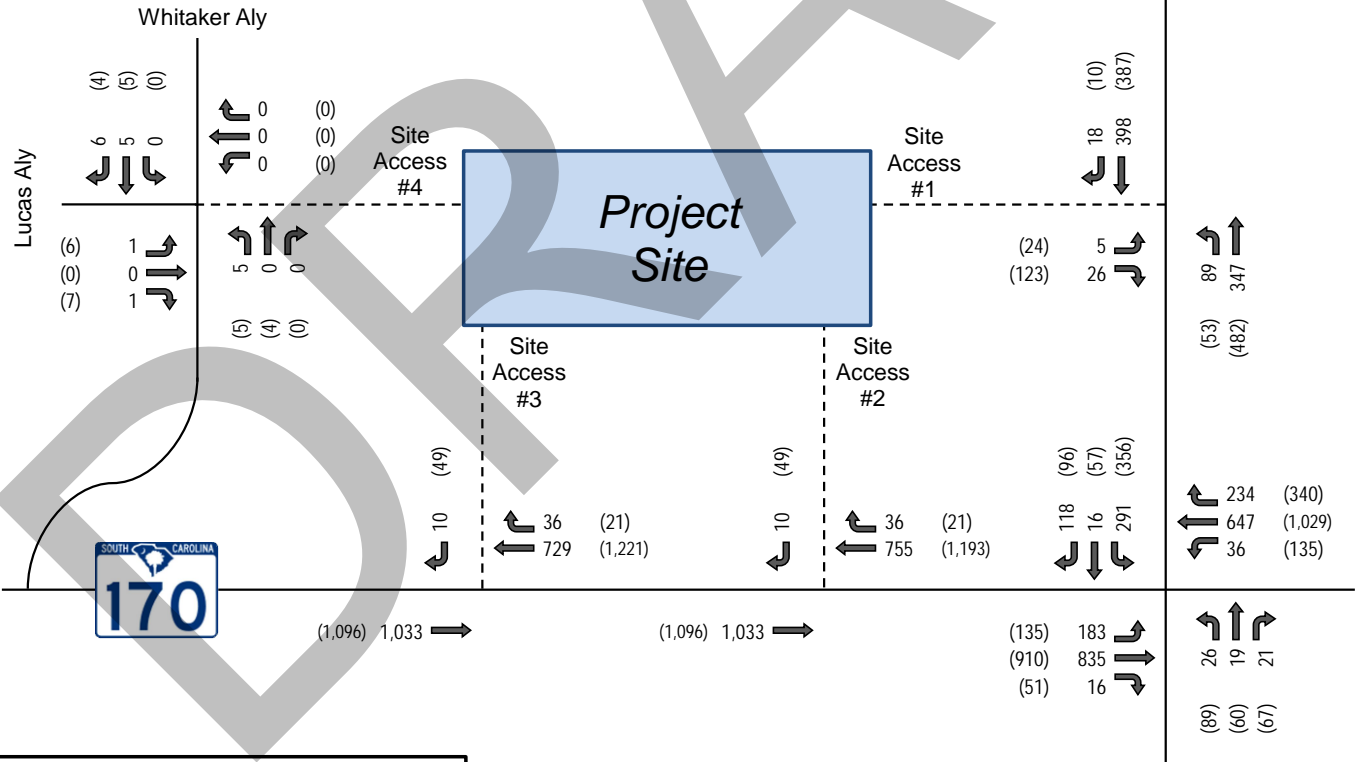 Whitaker Aly
Lucas Aly
(4) (5) (0)
6 5 0
0 (0)
0 (0)
0 (0)
Site
Access
#4
Project
Site
Site
Access
#1
(10) (387)
18 398
(6) 1
(0) 0
(7) 1
5 0 0
(5) (4) (0)
(24) 5
(123) 26
89 347
(53) (482)
Site
Access
#3
Site
Access
#2
(49)
10
36 (21)
729 (1,221)
(49)
10
36 (21)
755 (1,193)
(96) (57) (356)
118 16 291
234 (340)
647 (1,029)
36 (135)
SOUTH CAROLINA
170
(1,096) 1,033
(1,096) 1,033
(135) 183
(910) 835
(51) 16
26 19 21
(89) (60) (67)
DRA